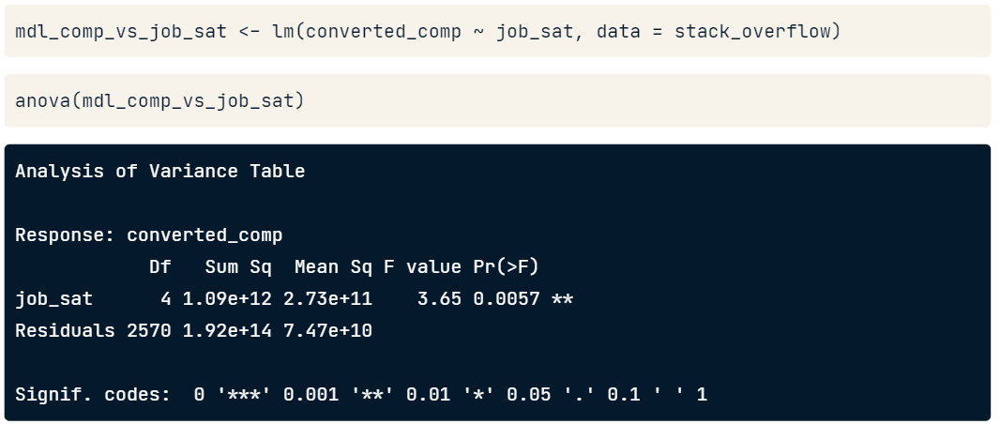 mdl_comp_vs_job_sat <- lm(converted_comp ~ job_sat, data = stack_overflow)
anova(mdl_comp_vs_job_sat)
Analysis of Variance Table
Response: converted_comp
            Df   Sum Sq  Mean Sq F value Pr(>F)
job_sat      4 1.09e+12 2.73e+11    3.65 0.0057 **
Residuals 2570 1.92e+14 7.47e+10
Signif. codes:  0 '***' 0.001 '**' 0.01 '*' 0.05 '.' 0.1 ' ' 1